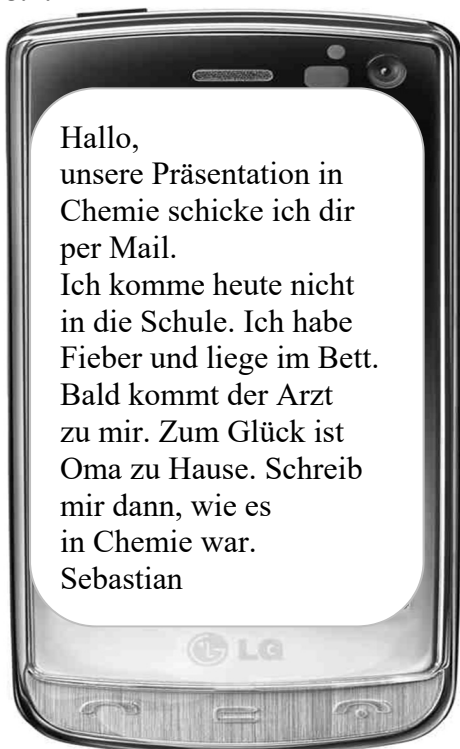 Hallo,
unsere Präsentation in
Chemie schicke ich dir
per Mail.
Ich komme heute nicht
in die Schule. Ich habe
Fieber und liege im Bett.
Bald kommt der Arzt
zu mir. Zum Glück ist
Oma zu Hause. Schreib
mir dann, wie es
in Chemie war.
Sebastian
LG